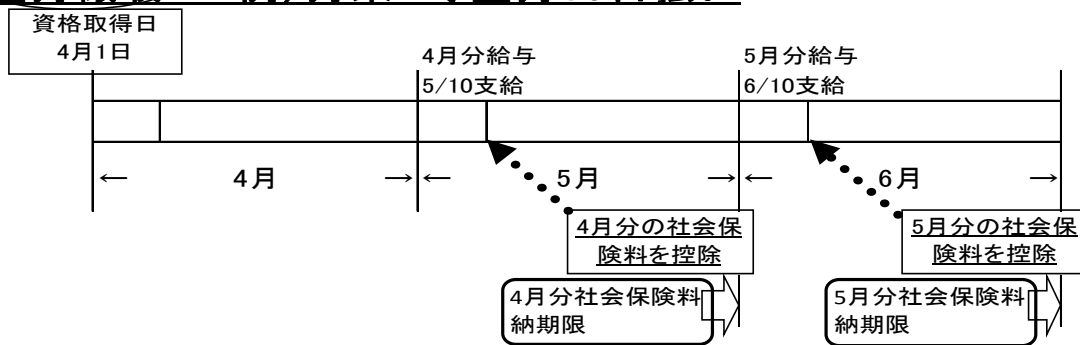 資格取得日
4月1日
4月分給与
5/10支給
5月分給与
6/10支給
← 4月 →
← 5月 →
← 6月 →
4月分の社会保
険料を控除
5月分の社会保
険料を控除
4月分社会保険料
納期限
5月分社会保険料
納期限